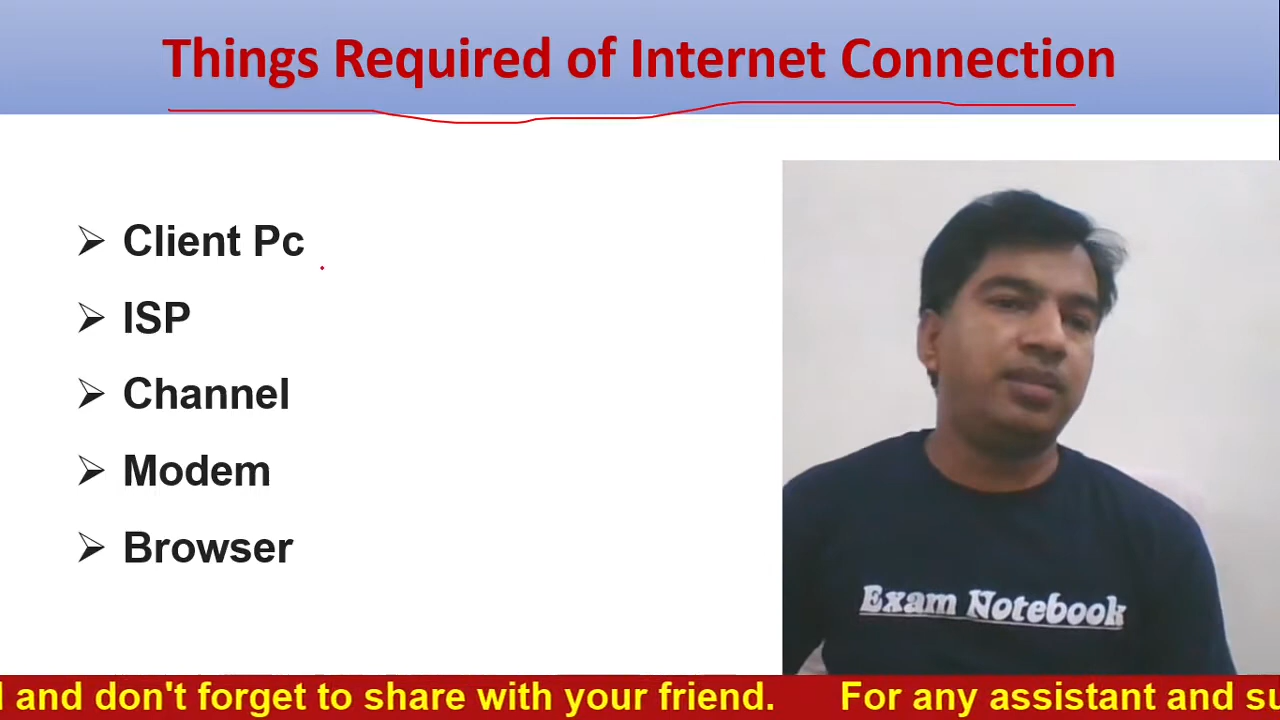 Things Required of Internet Connection
Client Pc
ISP
Channel
Modem
Browser
Exam Notebook
and don't forget to share with your friend. For any assistant and